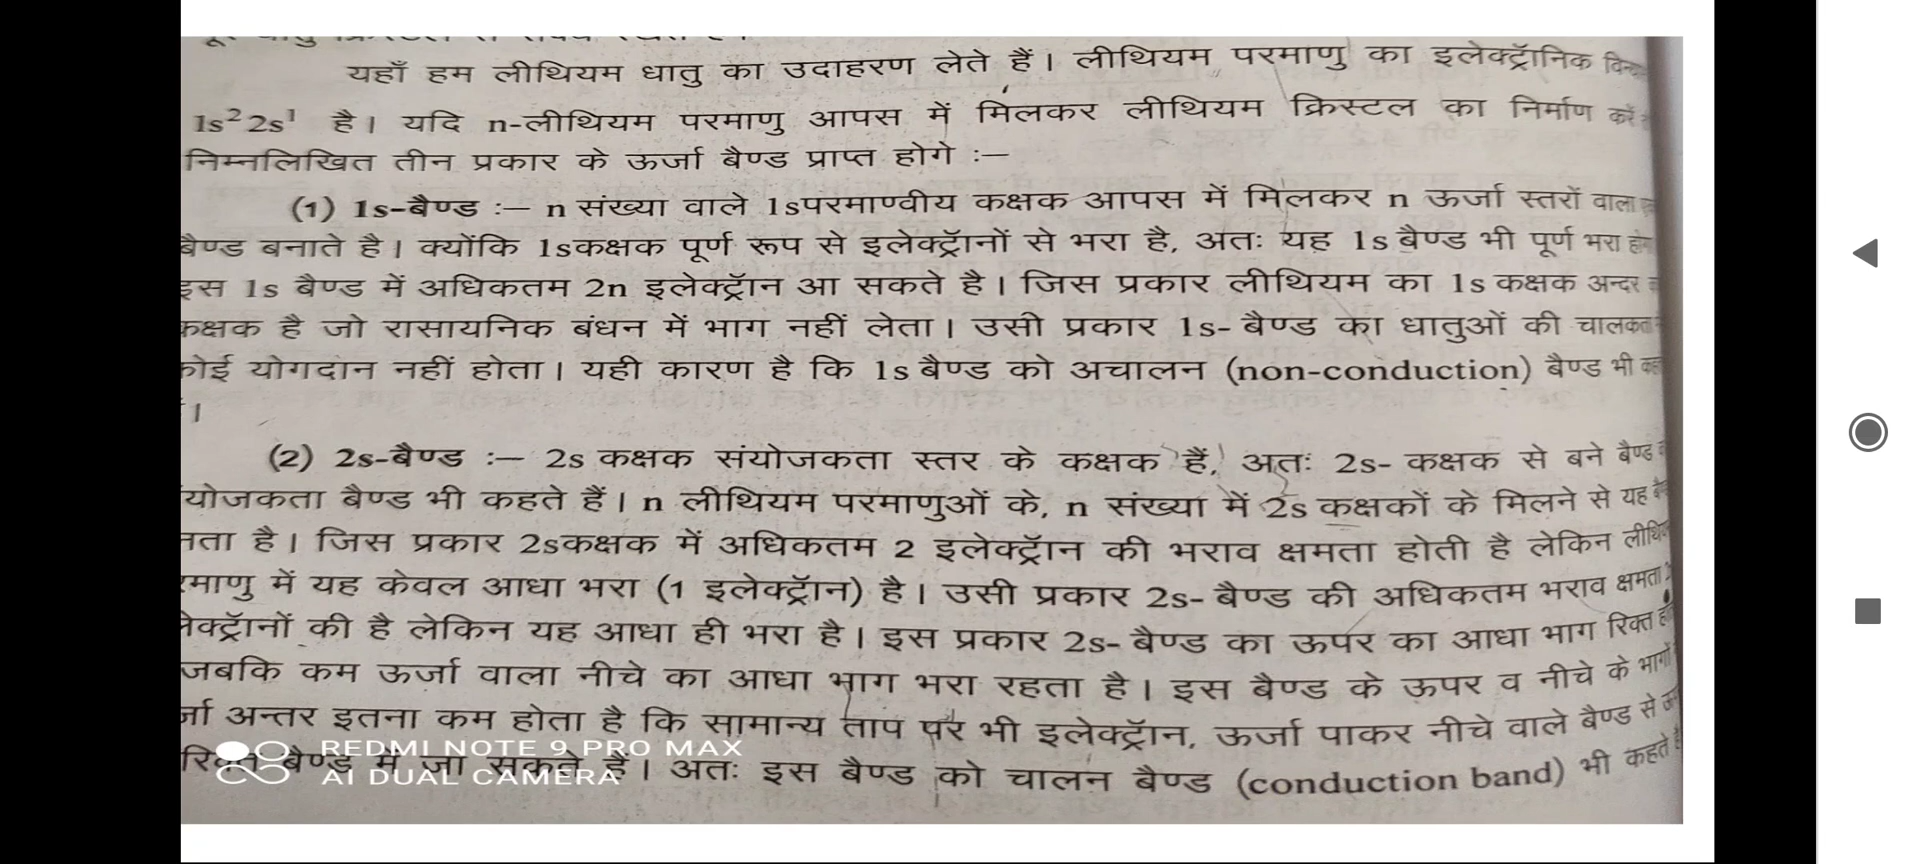 यहाँ हम लीथियम धातु का उदाहरण लेते हैं। लीथियम परमाणु का इलेक्ट्रॅानिक
1s² 2s¹ है। यदि n-लीथियम परमाणु आपस में मिलकर लीथियम क्रिस्टल का निर्माण करें
निम्नलिखित तीन प्रकार के ऊर्जा बैण्ड प्राप्त होगे :–
(1) 1s-बैण्ड :– n संख्या वाले 1sपरमाण्वीय कक्षक आपस में मिलकर n ऊर्जा स्तरों वाला
बैण्ड बनाते है। क्योंकि 1sकक्षक पूर्ण रूप से इलेक्ट्रॅानों से भरा है, अतः यह 1s बैण्ड भी पूर्ण भरा
इस 1s बैण्ड में अधिकतम 2n इलेक्ट्रॅान आ सकते है। जिस प्रकार लीथियम का 1s कक्षक अन्दर
कक्षक है जो रासायनिक बंधन में भाग नहीं लेता। उसी प्रकार 1s- बैण्ड का धातुओं की चालकता
कोई योगदान नहीं होता। यही कारण है कि 1s बैण्ड को अचालन (non-conduction) बैण्ड भी
।
(2) 2s-बैण्ड :– 2s कक्षक संयोजकता स्तर के कक्षक हैं, अतः 2s- कक्षक से बने बैण्ड
योजकता बैण्ड भी कहते हैं। n लीथियम परमाणुओं के, n संख्या में 2s कक्षकों के मिलने से यह
नता है। जिस प्रकार 2sकक्षक में अधिकतम 2 इलेक्ट्रॅान की भराव क्षमता होती है लेकिन
रमाणु में यह केवल आधा भरा (1 इलेक्ट्रॅान) है। उसी प्रकार 2s- बैण्ड की अधिकतम भराव क्षमता
लेक्ट्रॅानों की है लेकिन यह आधा ही भरा है। इस प्रकार 2s- बैण्ड का ऊपर का आधा भाग रिक्त
जबकि कम ऊर्जा वाला नीचे का आधा भाग भरा रहता है। इस बैण्ड के ऊपर व नीचे के भागों
र्जा अन्तर इतना कम होता है कि सामान्य ताप पर भी इलेक्ट्रॅान, ऊर्जा पाकर नीचे वाले बैण्ड से
रिक्त बैण्ड में जा सकते हैं। अतः इस बैण्ड को चालन बैण्ड (conduction band) भी कहते
REDMI NOTE 9 PRO MAX
AI DUAL CAMERA